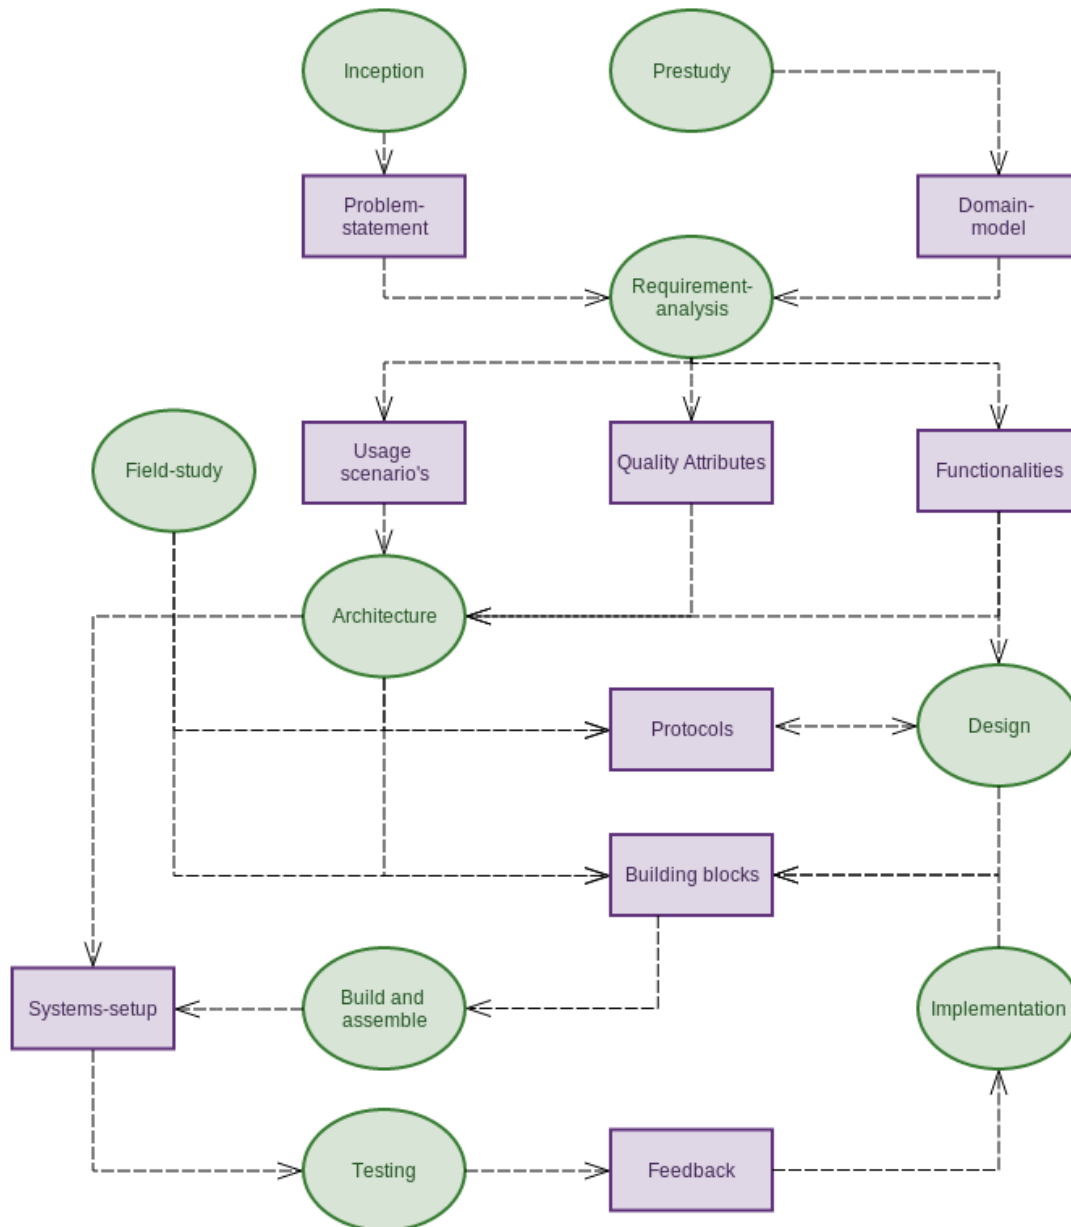 Inception
Prestudy
Problem-
statement
Domain-
model
Requirement-
analysis
Field-study
Usage
scenario's
Quality Attributes
Functionalities
Architecture
Protocols
Design
Building blocks
Systems-setup
Build and
assemble
Implementation
Testing
Feedback